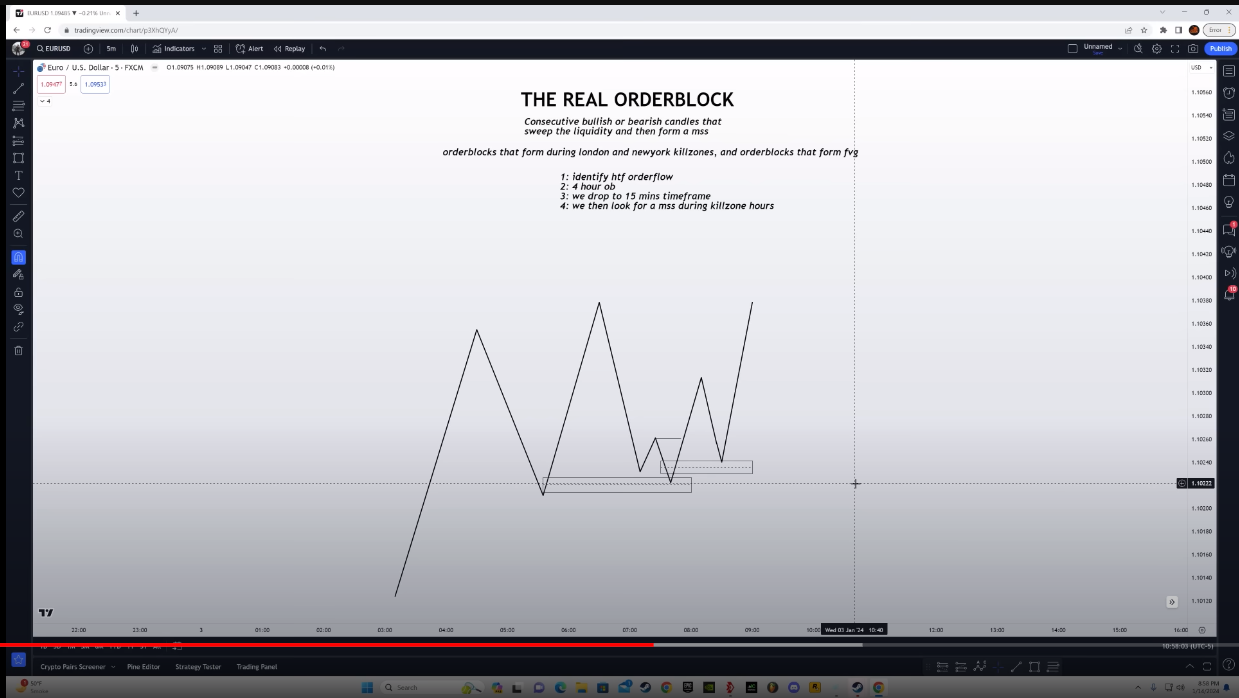 EURUSD 1.09485 ▼ −0.21% Unn
tradingview.com/chart/p3XhQYyA/
Error
EURUSD
5m
Indicators
Alert
Replay
Unnamed
Save
Publish
Euro / U.S. Dollar · 5 · FXCM
O1.09075 H1.09089 L1.09047 C1.09083 +0.00008 (+0.01%)
USD
1.09477
1.09533
4
THE REAL ORDERBLOCK
Consecutive bullish or bearish candles that
sweep the liquidity and then form a mss
orderblocks that form during london and newyork killzones, and orderblocks that form fvg
1: identify htf orderflow
2: 4 hour ob
3: we drop to 15 mins timeframe
4: we then look for a mss during killzone hours
1.10560
1.10540
1.10520
1.10500
1.10480
1.10460
1.10440
1.10420
1.10400
1.10380
1.10360
1.10340
1.10320
1.10300
1.10280
1.10260
1.10240
1.10222
1.10200
1.10180
1.10160
1.10140
1.10120
22:00
23:00
3
01:00
02:00
03:00
04:00
05:00
06:00
07:00
08:00
09:00
10:00
Wed 03 Jan '24 10:40
12:00
13:00
14:00
15:00
16:00
10:58:03 (UTC-5)
Crypto Pairs Screener
Pine Editor
Strategy Tester
Trading Panel
Search
8:58 PM